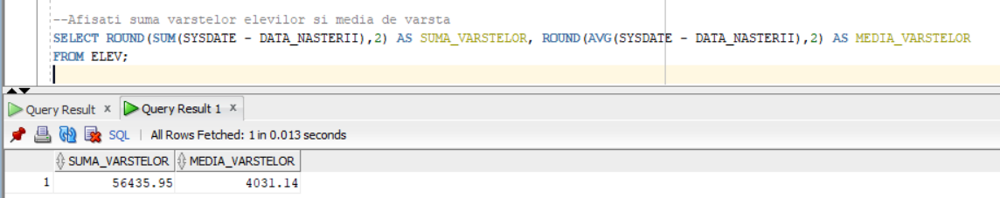 --Afisati suma varstelor elevilor si media de varsta
SELECT ROUND(SUM(SYSDATE - DATA_NASTERII),2) AS SUMA_VARSTELOR, ROUND(AVG(SYSDATE - DATA_NASTERII),2) AS MEDIA_VARSTELOR
FROM ELEV;
Query Result x Query Result 1 x
SQL | All Rows Fetched: 1 in 0.013 seconds
SUMA_VARSTELOR MEDIA_VARSTELOR
1 56435.95 4031.14